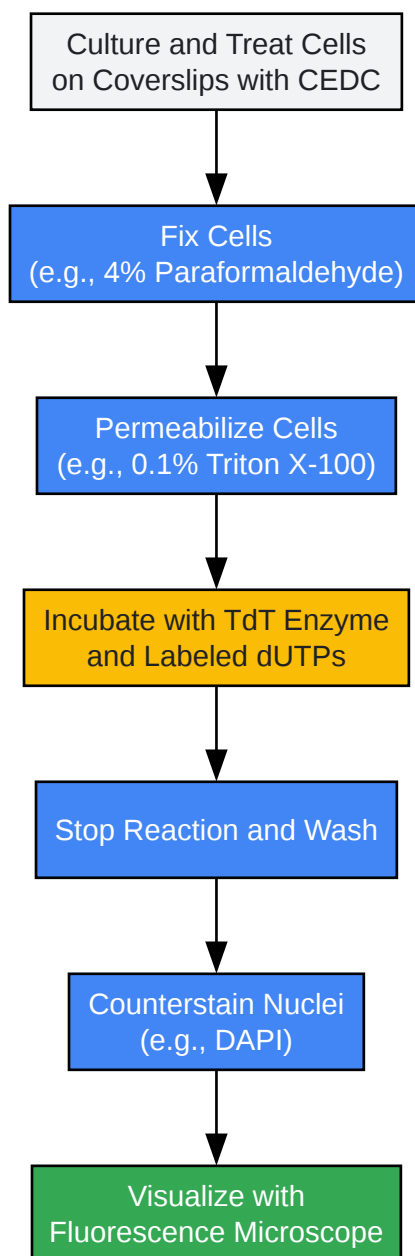 Culture and Treat Cells
on Coverslips with CEDC
Fix Cells
(e.g., 4% Paraformaldehyde)
Permeabilize Cells
(e.g., 0.1% Triton X-100)
Incubate with TdT Enzyme
and Labeled dUTPs
Stop Reaction and Wash
Counterstain Nuclei
(e.g., DAPI)
Visualize with
Fluorescence Microscope